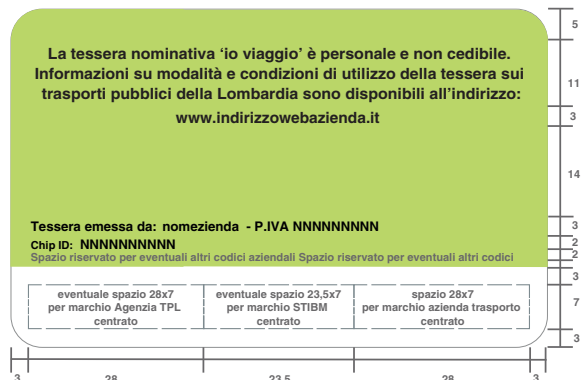 La tessera nominativa ‘io viaggio’ è personale e non cedibile.
Informazioni su modalità e condizioni di utilizzo della tessera sui
trasporti pubblici della Lombardia sono disponibili all’indirizzo:
www.indirizzowebazienda.it
Tessera emessa da: nomezienda - P.IVA NNNNNNNNN
Chip ID: NNNNNNNNNN
Spazio riservato per eventuali altri codici aziendali Spazio riservato per eventuali altri codici
eventuale spazio 28x7
per marchio Agenzia TPL
centrato
eventuale spazio 23,5x7
per marchio STIBM
centrato
spazio 28x7
per marchio azienda trasporto
centrato
5
11
3
14
3
2
2
3
7
3
3
28
23,5
28
3